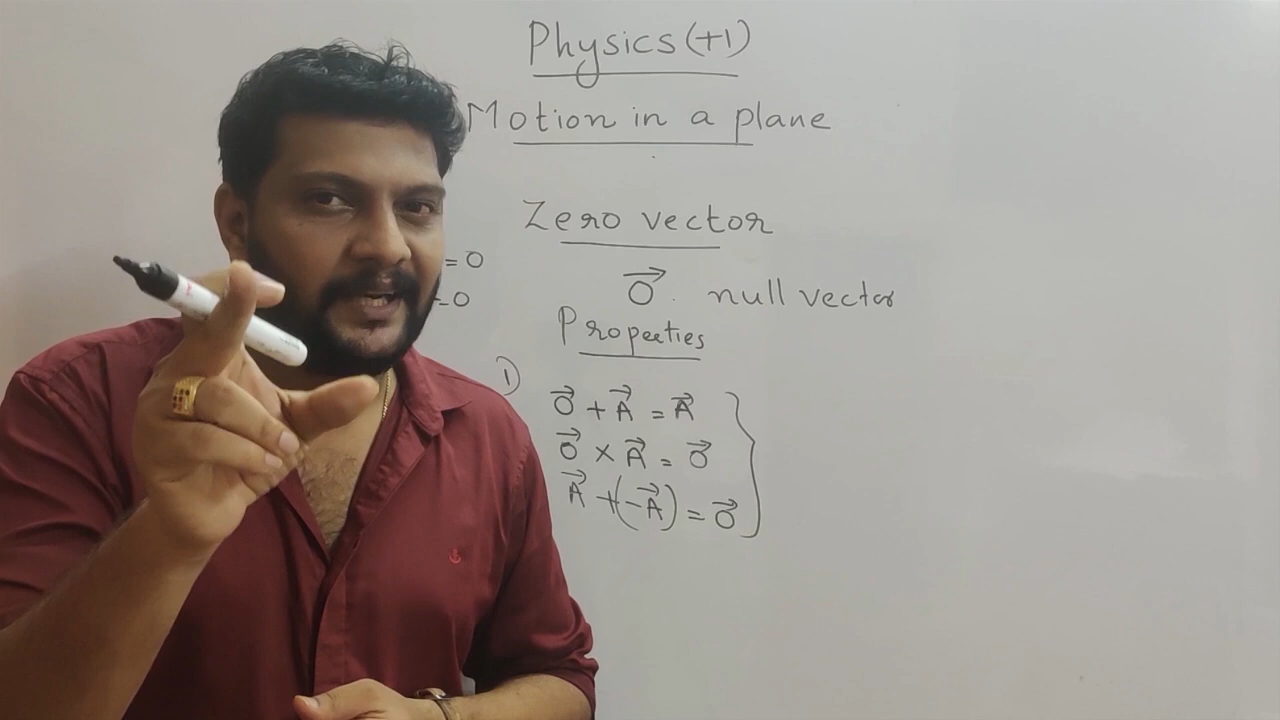 Physics (+1)
Motion in a plane
Zero vector
= 0
= 0
O⃗. null vector
Properties
1)
O⃗ + A⃗ = A⃗
O⃗ × A⃗ = O⃗
A⃗ + (-A⃗) = O⃗